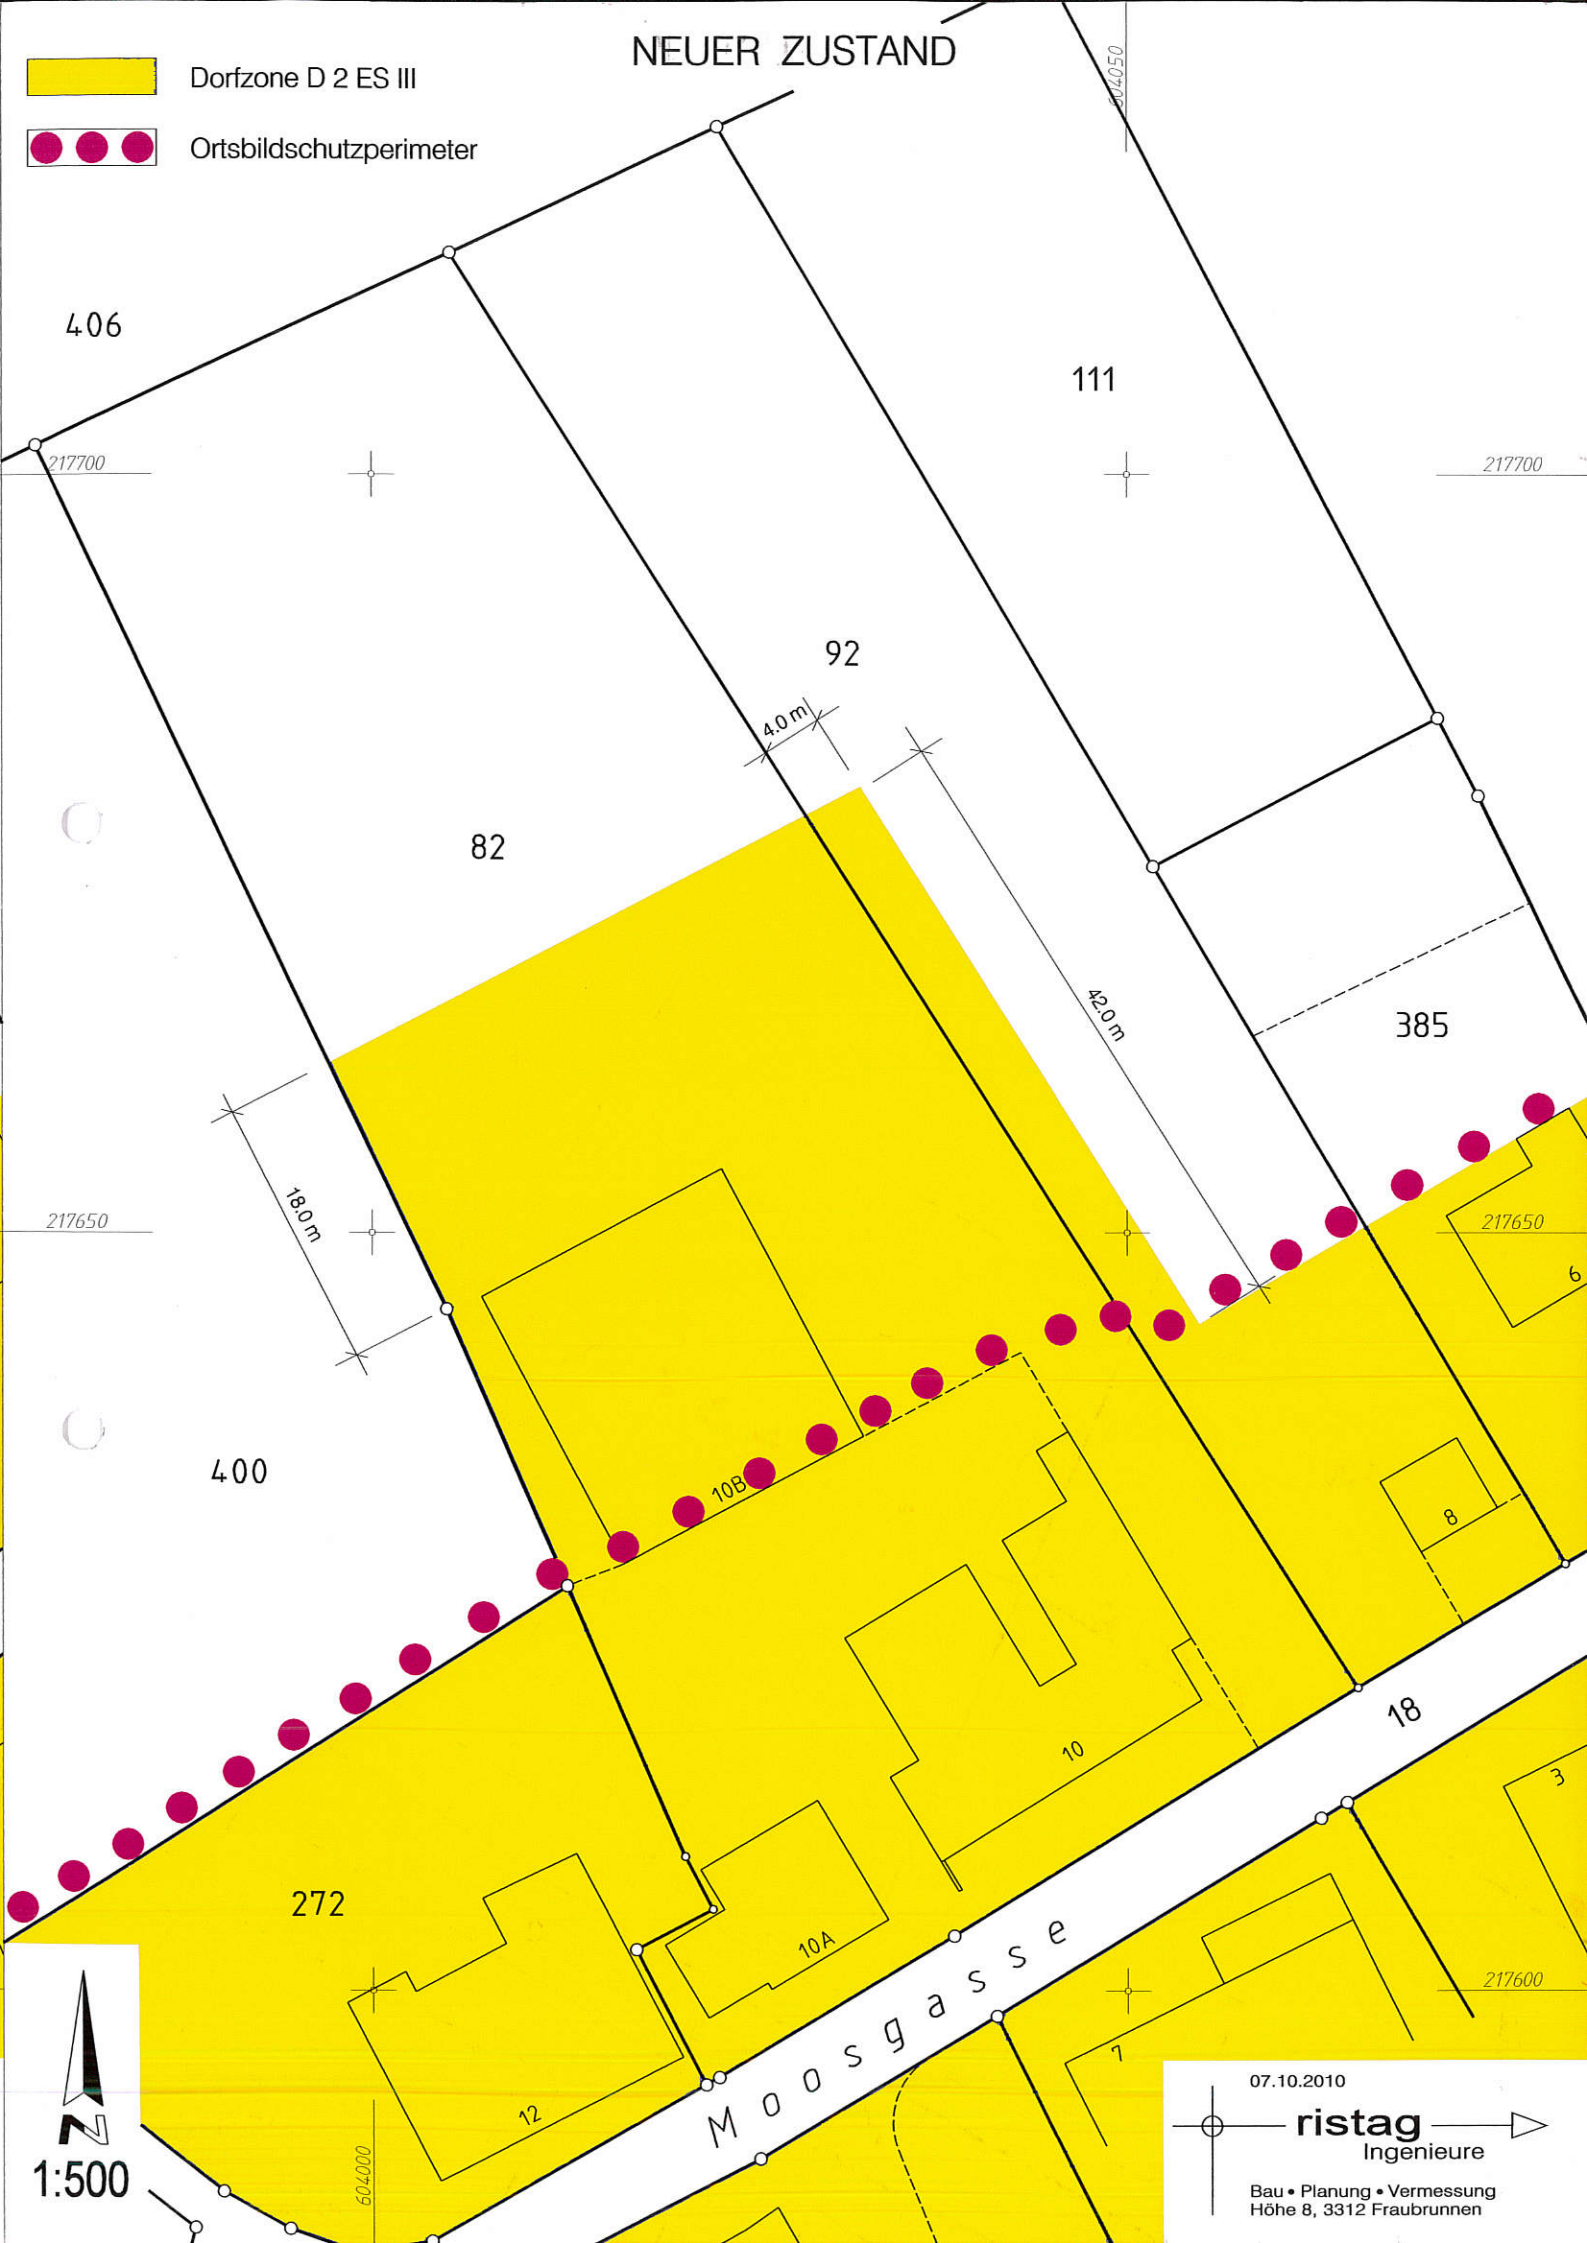 NEUER ZUSTAND
Dorfzone D 2 ES III
Ortsbildschutzperimeter
604050
406
111
217700
217700
92
4.0 m
82
42.0 m
385
18.0 m
217650
217650
6
400
10B
8
18
10
3
272
10A
Moosgasse
217600
7
12
604000
N
1:500
07.10.2010
ristag
Ingenieure
Bau • Planung • Vermessung
Höhe 8, 3312 Fraubrunnen